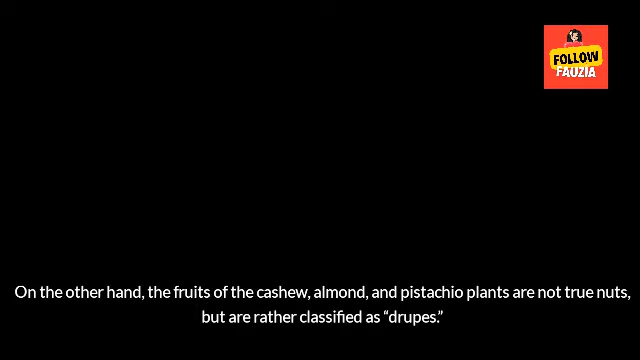 FOLLOW
FAUZIA
On the other hand, the fruits of the cashew, almond, and pistachio plants are not true nuts,
but are rather classified as “drupes.”